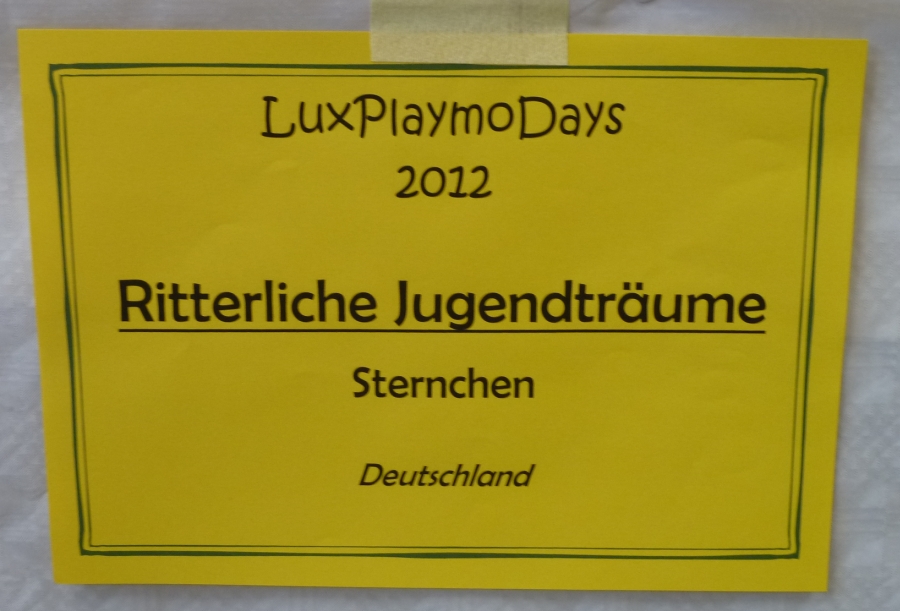 LuxPlaymoDays
2012
Ritterliche Jugendträume
Sternchen
Deutschland